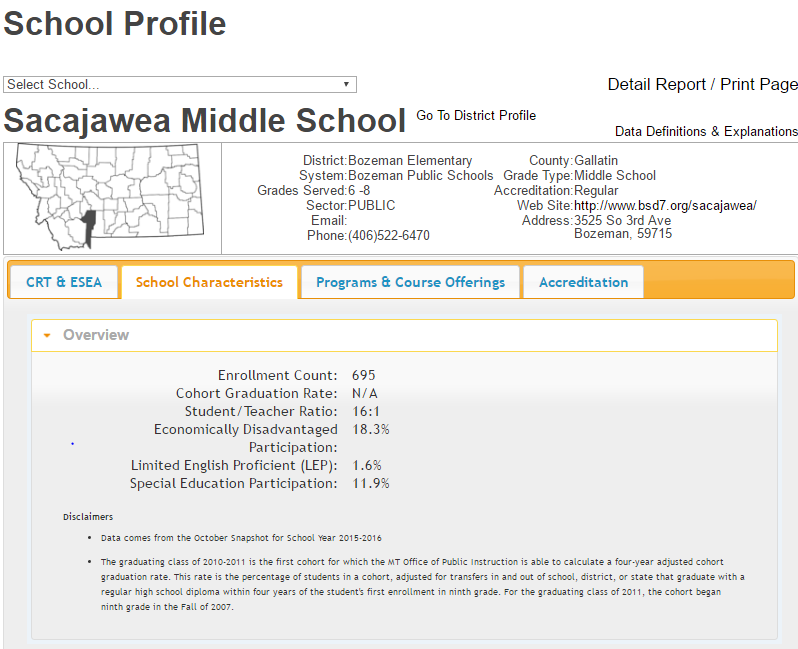 School Profile
Select School...
Detail Report / Print Page
Sacajawea Middle School
Go To District Profile
Data Definitions & Explanations
District:Bozeman Elementary
County:Gallatin
System:Bozeman Public Schools
Grade Type:Middle School
Grades Served:6 -8
Accreditation:Regular
Sector:PUBLIC
Web Site:http://www.bsd7.org/sacajawea/
Email:
Address:3525 So 3rd Ave
Bozeman, 59715
Phone:(406)522-6470
CRT & ESEA
School Characteristics
Programs & Course Offerings
Accreditation
Overview
Enrollment Count: 695
Cohort Graduation Rate: N/A
Student/Teacher Ratio: 16:1
Economically Disadvantaged 18.3%
Participation:
Limited English Proficient (LEP): 1.6%
Special Education Participation: 11.9%
Disclaimers
• Data comes from the October Snapshot for School Year 2015-2016
• The graduating class of 2010-2011 is the first cohort for which the MT Office of Public Instruction is able to calculate a four-year adjusted cohort
graduation rate. This rate is the percentage of students in a cohort, adjusted for transfers in and out of school, district, or state that graduate with a
regular high school diploma within four years of the student's first enrollment in ninth grade. For the graduating class of 2011, the cohort began
ninth grade in the Fall of 2007.